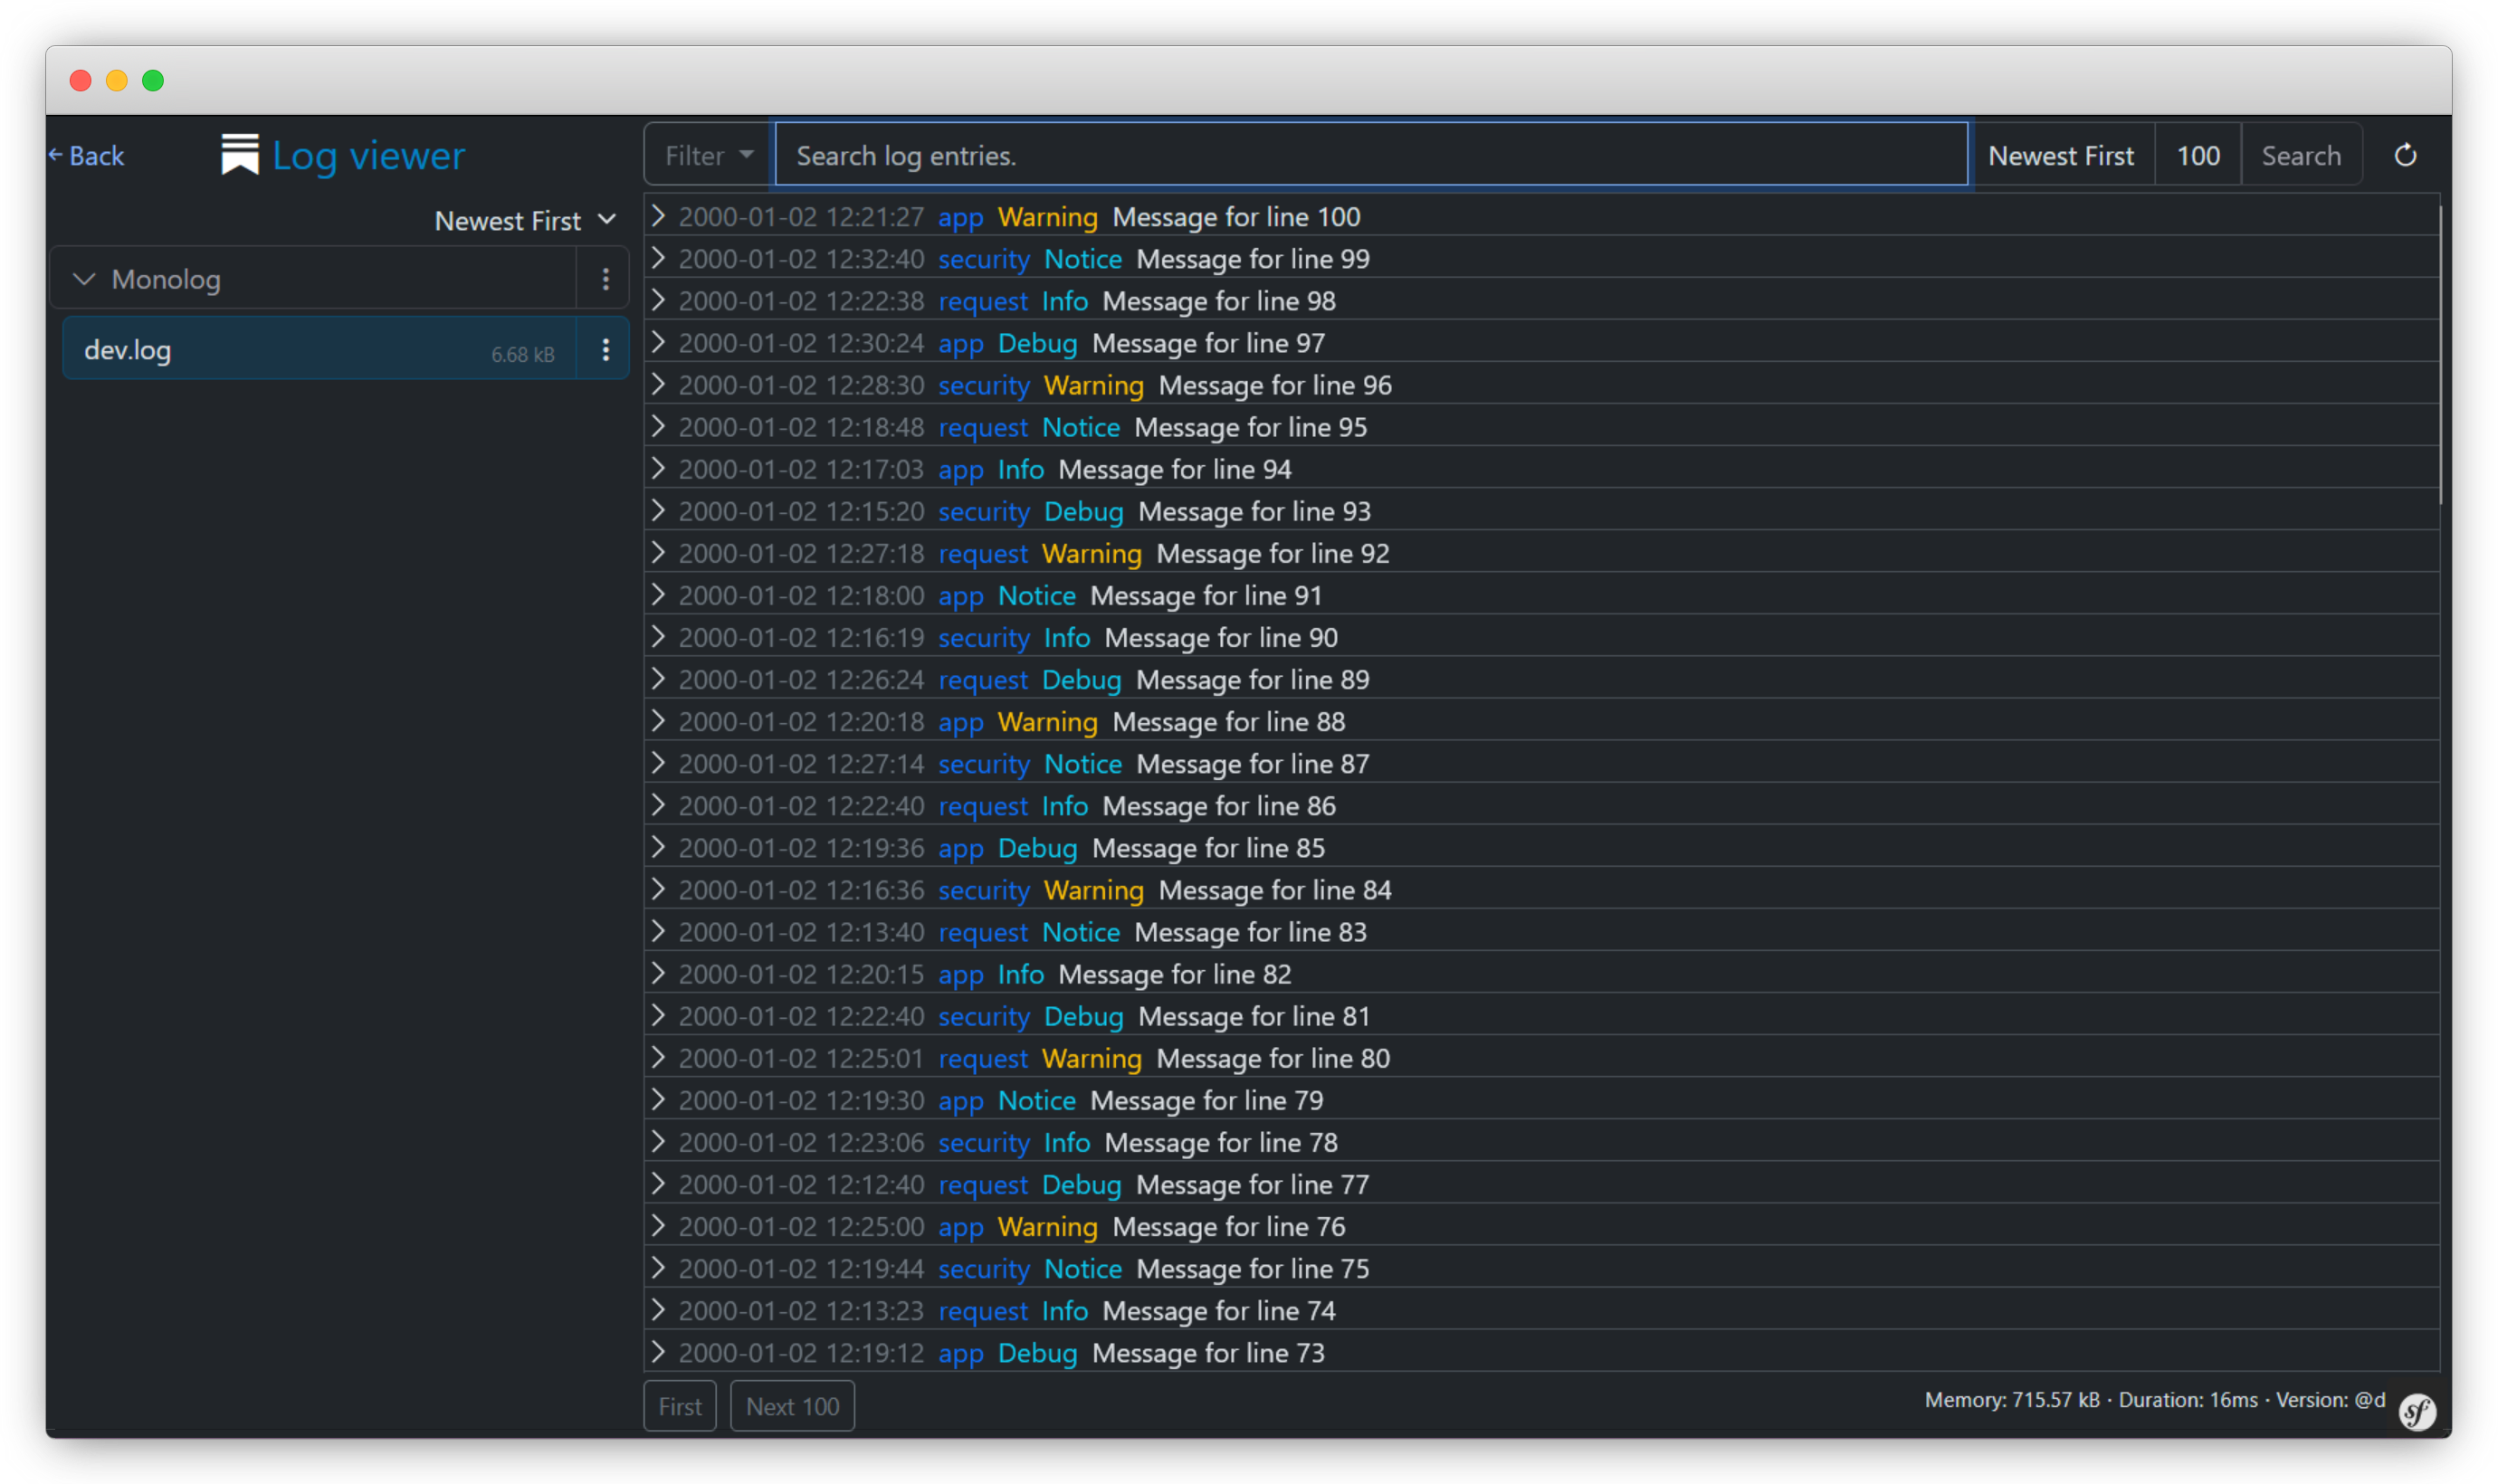 ← Back
Log viewer
Filter
Search log entries.
Newest First
100
Search
Newest First
Monolog
dev.log 6.68 kB
2000-01-02 12:21:27 app Warning Message for line 100
2000-01-02 12:32:40 security Notice Message for line 99
2000-01-02 12:22:38 request Info Message for line 98
2000-01-02 12:30:24 app Debug Message for line 97
2000-01-02 12:28:30 security Warning Message for line 96
2000-01-02 12:18:48 request Notice Message for line 95
2000-01-02 12:17:03 app Info Message for line 94
2000-01-02 12:15:20 security Debug Message for line 93
2000-01-02 12:27:18 request Warning Message for line 92
2000-01-02 12:18:00 app Notice Message for line 91
2000-01-02 12:16:19 security Info Message for line 90
2000-01-02 12:26:24 request Debug Message for line 89
2000-01-02 12:20:18 app Warning Message for line 88
2000-01-02 12:27:14 security Notice Message for line 87
2000-01-02 12:22:40 request Info Message for line 86
2000-01-02 12:19:36 app Debug Message for line 85
2000-01-02 12:16:36 security Warning Message for line 84
2000-01-02 12:13:40 request Notice Message for line 83
2000-01-02 12:20:15 app Info Message for line 82
2000-01-02 12:22:40 security Debug Message for line 81
2000-01-02 12:25:01 request Warning Message for line 80
2000-01-02 12:19:30 app Notice Message for line 79
2000-01-02 12:23:06 security Info Message for line 78
2000-01-02 12:12:40 request Debug Message for line 77
2000-01-02 12:25:00 app Warning Message for line 76
2000-01-02 12:19:44 security Notice Message for line 75
2000-01-02 12:13:23 request Info Message for line 74
2000-01-02 12:19:12 app Debug Message for line 73
First
Next 100
Memory: 715.57 kB · Duration: 16ms · Version: @d
sf